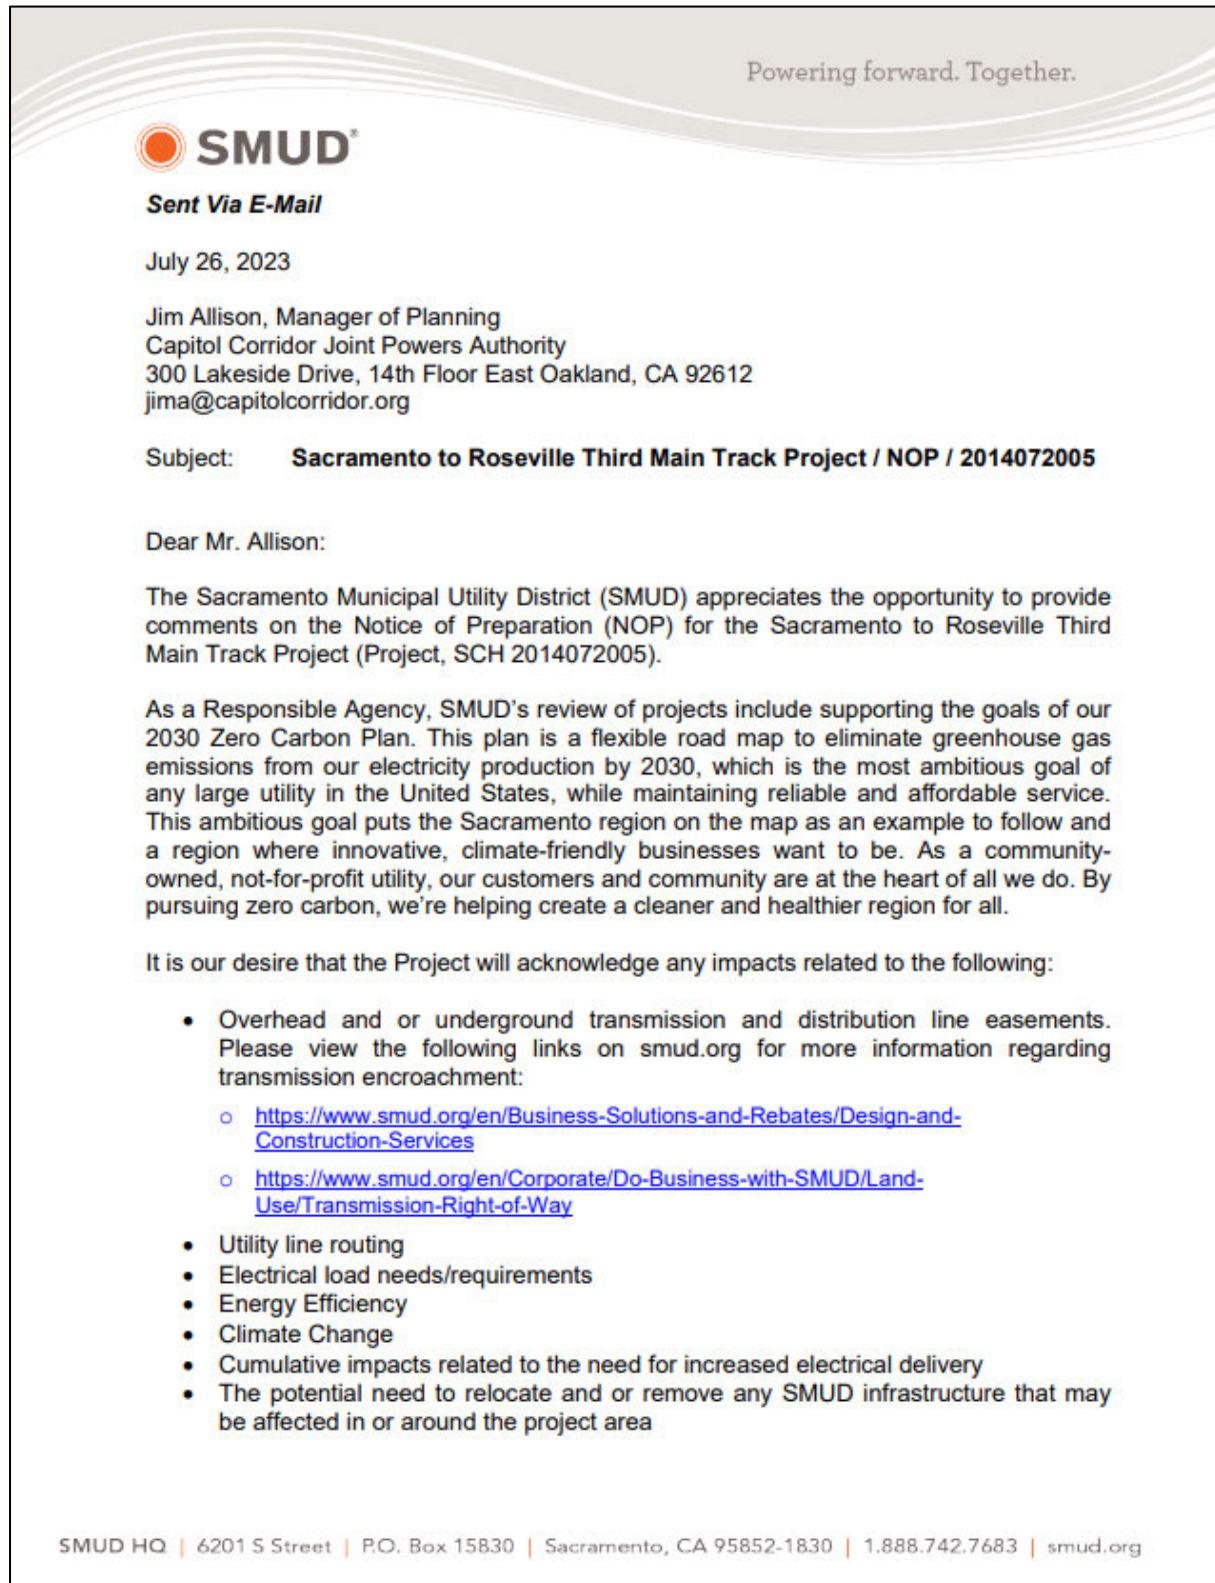 Powering forward. Together.
SMUD®
Sent Via E-Mail
July 26, 2023
Jim Allison, Manager of Planning
Capitol Corridor Joint Powers Authority
300 Lakeside Drive, 14th Floor East Oakland, CA 92612
jima@capitolcorridor.org
Subject: Sacramento to Roseville Third Main Track Project / NOP / 2014072005
Dear Mr. Allison:
The Sacramento Municipal Utility District (SMUD) appreciates the opportunity to provide
comments on the Notice of Preparation (NOP) for the Sacramento to Roseville Third
Main Track Project (Project, SCH 2014072005).
As a Responsible Agency, SMUD’s review of projects include supporting the goals of our
2030 Zero Carbon Plan. This plan is a flexible road map to eliminate greenhouse gas
emissions from our electricity production by 2030, which is the most ambitious goal of
any large utility in the United States, while maintaining reliable and affordable service.
This ambitious goal puts the Sacramento region on the map as an example to follow and
a region where innovative, climate-friendly businesses want to be. As a community-
owned, not-for-profit utility, our customers and community are at the heart of all we do. By
pursuing zero carbon, we’re helping create a cleaner and healthier region for all.
It is our desire that the Project will acknowledge any impacts related to the following:
• Overhead and or underground transmission and distribution line easements.
Please view the following links on smud.org for more information regarding
transmission encroachment:
o https://www.smud.org/en/Business-Solutions-and-Rebates/Design-and-
Construction-Services
o https://www.smud.org/en/Corporate/Do-Business-with-SMUD/Land-
Use/Transmission-Right-of-Way
• Utility line routing
• Electrical load needs/requirements
• Energy Efficiency
• Climate Change
• Cumulative impacts related to the need for increased electrical delivery
• The potential need to relocate and or remove any SMUD infrastructure that may
be affected in or around the project area
SMUD HQ | 6201 S Street | P.O. Box 15830 | Sacramento, CA 95852-1830 | 1.888.742.7683 | smud.org